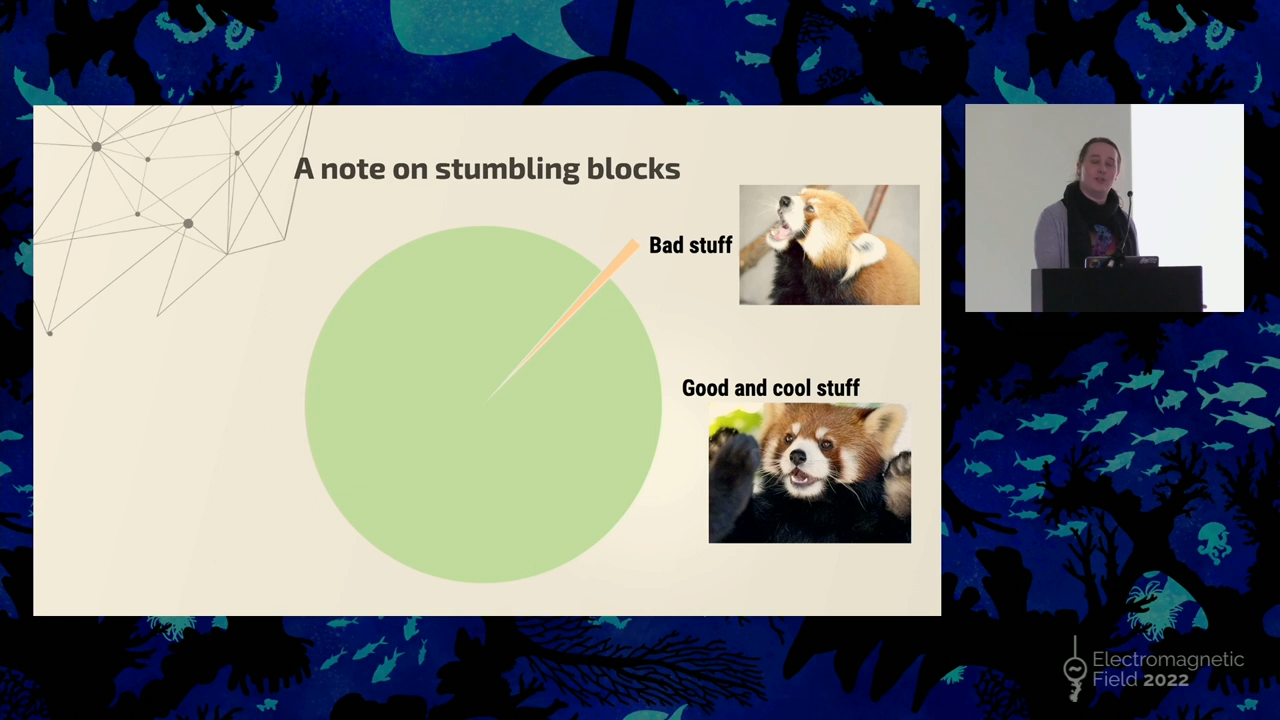 A note on stumbling blocks
Bad stuff
Good and cool stuff
Electromagnetic
Field 2022